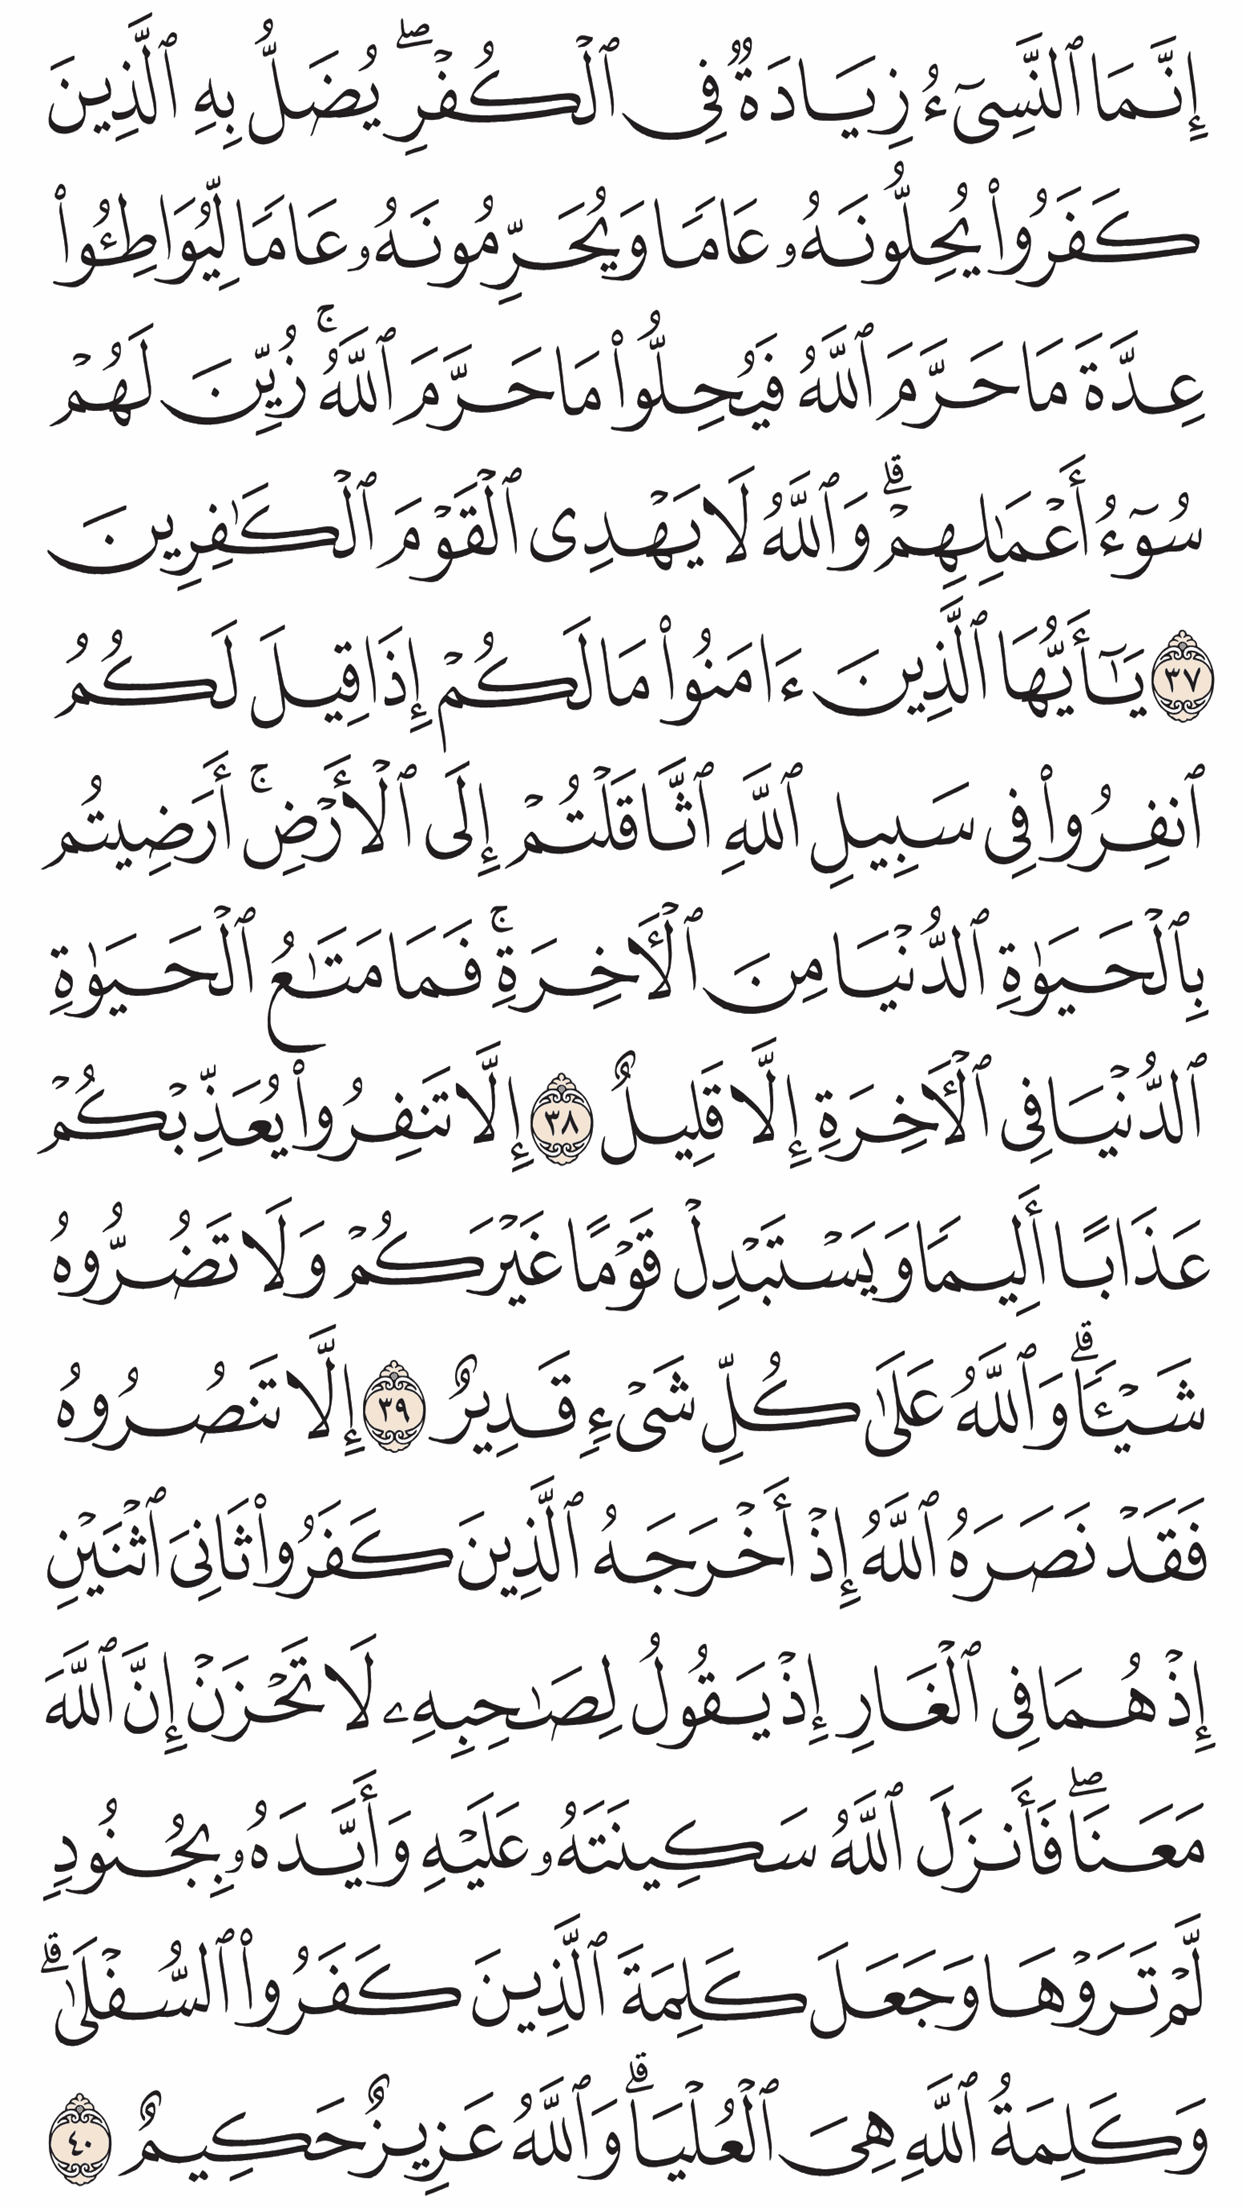 إِنَّمَا ٱلنَّسِىٓءُ زِيَادَةٌ فِى ٱلْكُفْرِ ۖ يُضَلُّ بِهِ ٱلَّذِينَ
كَفَرُوا۟ يُحِلُّونَهُۥ عَامًا وَيُحَرِّمُونَهُۥ عَامًا لِّيُوَاطِـُٔوا۟
عِدَّةَ مَا حَرَّمَ ٱللَّهُ فَيُحِلُّوا۟ مَا حَرَّمَ ٱللَّهُ ۚ زُيِّنَ لَهُمْ
سُوٓءُ أَعْمَـٰلِهِمْ ۗ وَٱللَّهُ لَا يَهْدِى ٱلْقَوْمَ ٱلْكَـٰفِرِينَ
٣٧ يَـٰٓأَيُّهَا ٱلَّذِينَ ءَامَنُوا۟ مَا لَكُمْ إِذَا قِيلَ لَكُمُ
ٱنفِرُوا۟ فِى سَبِيلِ ٱللَّهِ ٱثَّاقَلْتُمْ إِلَى ٱلْأَرْضِ ۚ أَرَضِيتُم
بِٱلْحَيَوٰةِ ٱلدُّنْيَا مِنَ ٱلْـَٔاخِرَةِ ۚ فَمَا مَتَـٰعُ ٱلْحَيَوٰةِ
ٱلدُّنْيَا فِى ٱلْـَٔاخِرَةِ إِلَّا قَلِيلٌ ٣٨ إِلَّا تَنفِرُوا۟ يُعَذِّبْكُمْ
عَذَابًا أَلِيمًا وَيَسْتَبْدِلْ قَوْمًا غَيْرَكُمْ وَلَا تَضُرُّوهُ
شَيْـًٔا ۗ وَٱللَّهُ عَلَىٰ كُلِّ شَىْءٍ قَدِيرٌ ٣٩ إِلَّا تَنصُرُوهُ
فَقَدْ نَصَرَهُ ٱللَّهُ إِذْ أَخْرَجَهُ ٱلَّذِينَ كَفَرُوا۟ ثَانِىَ ٱثْنَيْنِ
إِذْ هُمَا فِى ٱلْغَارِ إِذْ يَقُولُ لِصَـٰحِبِهِۦ لَا تَحْزَنْ إِنَّ ٱللَّهَ
مَعَنَا ۖ فَأَنزَلَ ٱللَّهُ سَكِينَتَهُۥ عَلَيْهِ وَأَيَّدَهُۥ بِجُنُودٍ
لَّمْ تَرَوْهَا وَجَعَلَ كَلِمَةَ ٱلَّذِينَ كَفَرُوا۟ ٱلسُّفْلَىٰ ۗ
وَكَلِمَةُ ٱللَّهِ هِىَ ٱلْعُلْيَا ۗ وَٱللَّهُ عَزِيزٌ حَكِيمٌ ٤٠